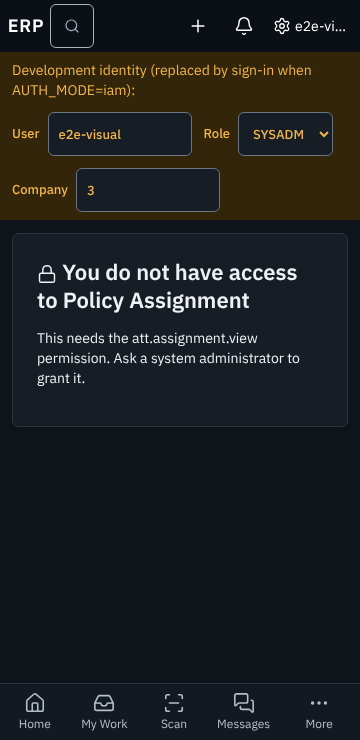 ERP e2e-vi...
Development identity (replaced by sign-in when
AUTH_MODE=iam):
User e2e-visual Role SYSADM
Company 3
You do not have access
to Policy Assignment
This needs the att.assignment.view
permission. Ask a system administrator to
grant it.
Home My Work Scan Messages More